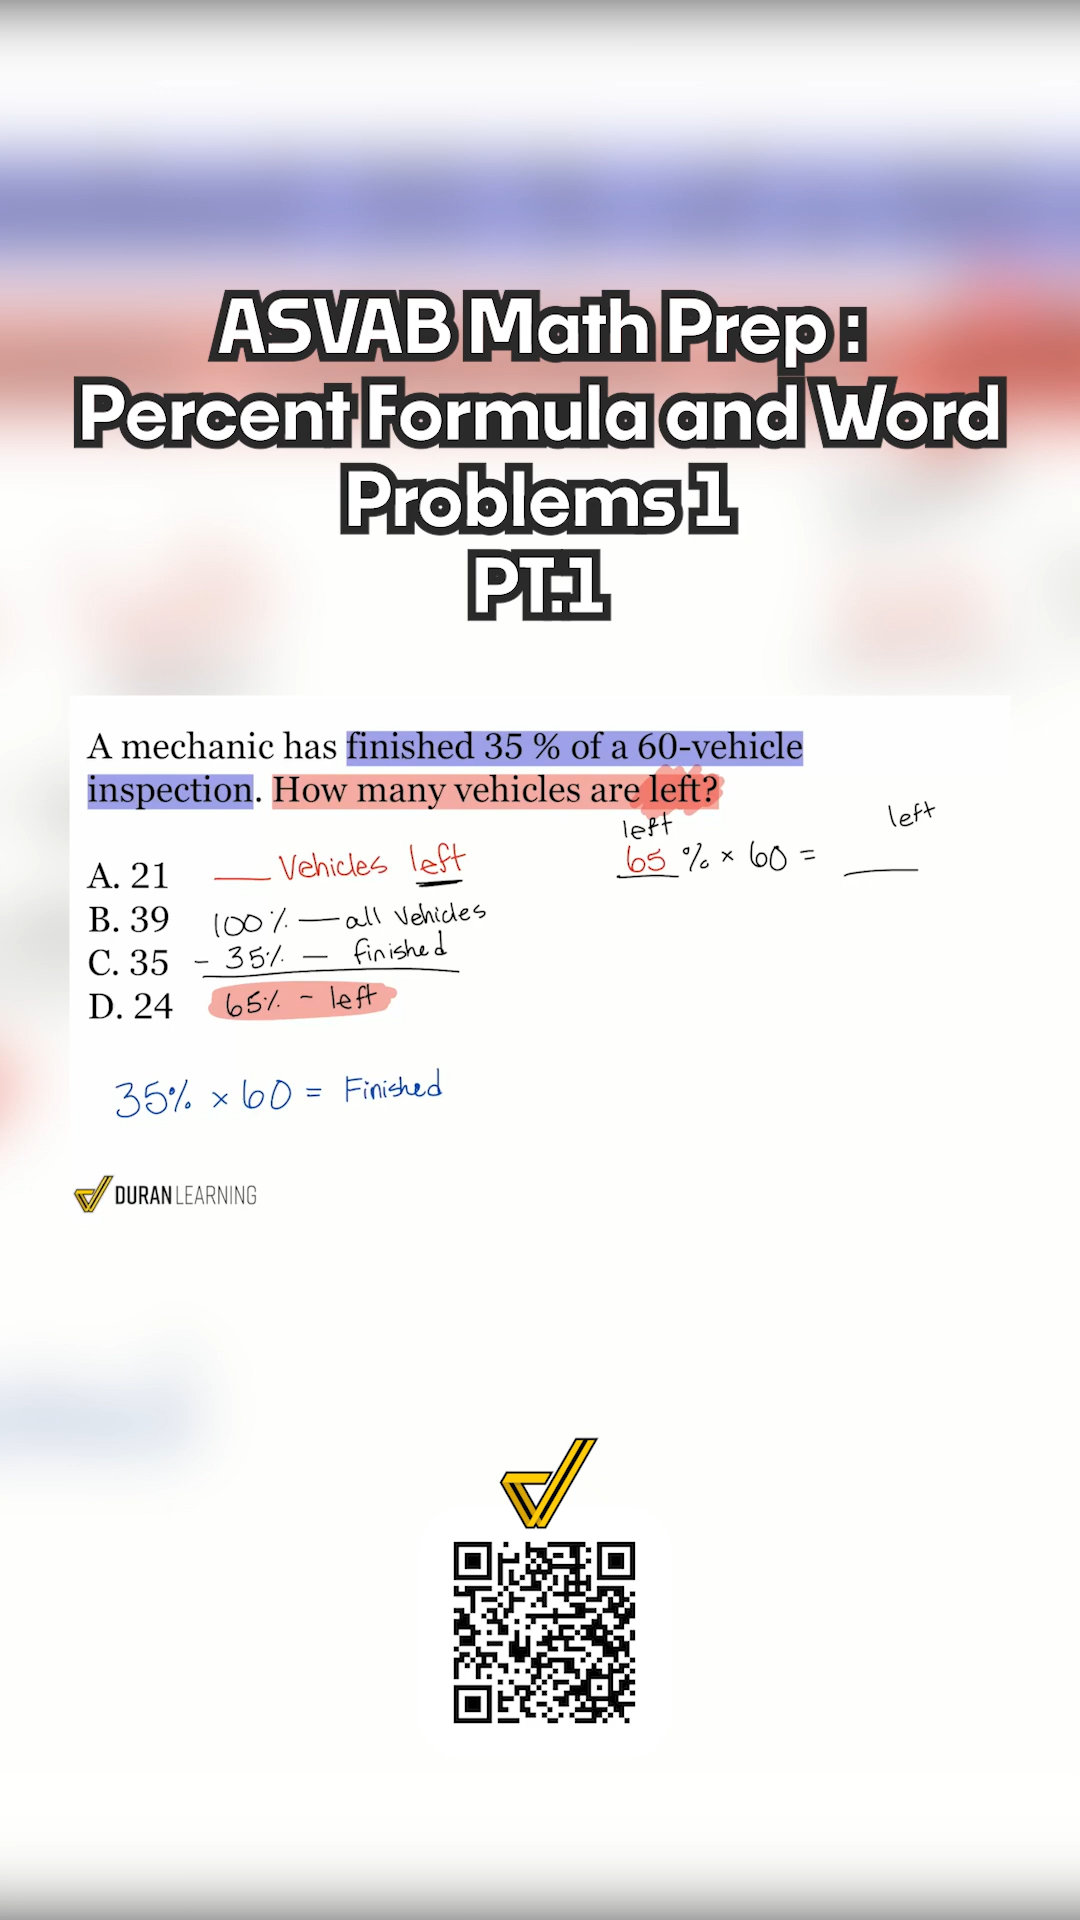 ASVAB Math Prep :
Percent Formula and Word
Problems 1
PT.1
A mechanic has finished 35 % of a 60-vehicle
inspection. How many vehicles are left?
A. 21
B. 39
C. 35
D. 24
___ Vehicles left
100% — all Vehicles
- 35% — finished
65% - left
35% × 60 = Finished
left
left
65 % × 60 = ___
DURAN LEARNING